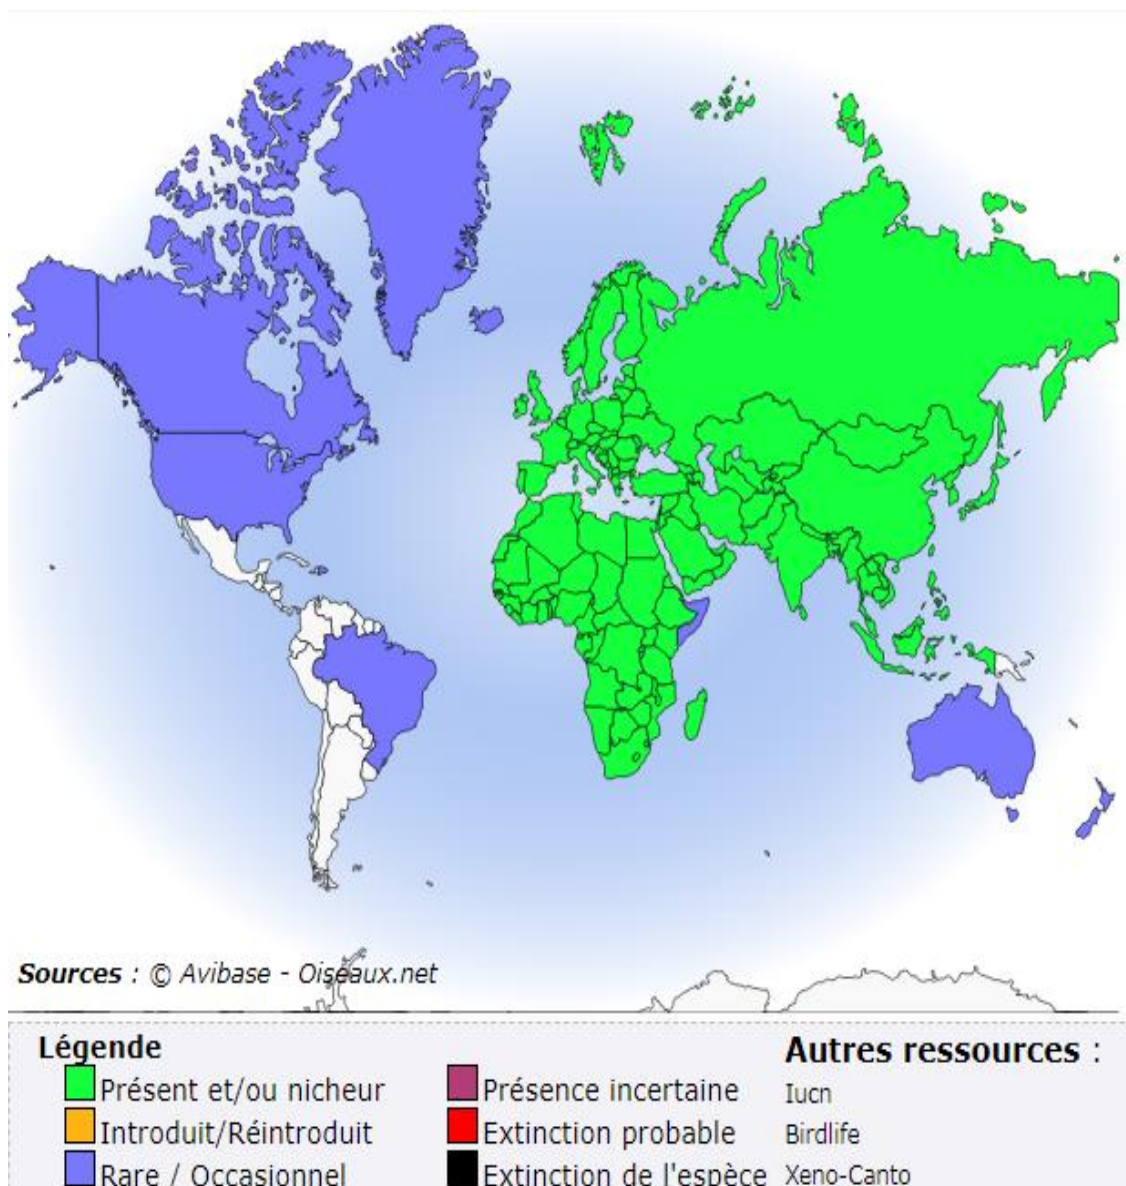 Sources : © Avibase - Oiseaux.net
Légende
Présent et/ou nicheur
Introduit/Réintroduit
Rare / Occasionnel
Présence incertaine
Extinction probable
Extinction de l'espèce
Autres ressources :
Iucn
Birdlife
Xeno-Canto